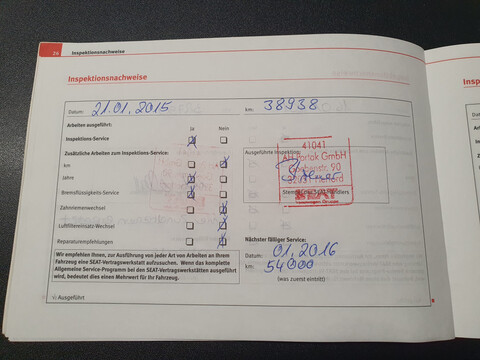 24 Inspektionsnachweise
Inspektionsnachweise
Datum: 21.01.2015 km: 38938
Arbeiten ausgeführt: Ja Nein
Inspektions-Service
Zusätzliche Arbeiten zum Inspektions-Service: Ausgeführte Inspektion:
km
Jahre
Bremsflüssigkeits-Service
Zahnriemenwechsel
Luftfiltereinsatz-Wechsel
Reparaturempfehlungen
41041
GmbH
90
SEAT
Nächster fälliger Service:
Datum: 01.2016
km: 54000
(was zuerst eintritt)
Wir empfehlen Ihnen, zur Ausführung von jeder Art von Arbeiten an Ihrem
Fahrzeug eine SEAT-Vertragswerkstatt aufzusuchen. Wenn das komplette
Allgemeine Service-Programm bei den SEAT-Vertragswerkstätten ausgeführt
wird, bedeutet dies einen Mehrwert für Ihr Fahrzeug.
Ausgeführt